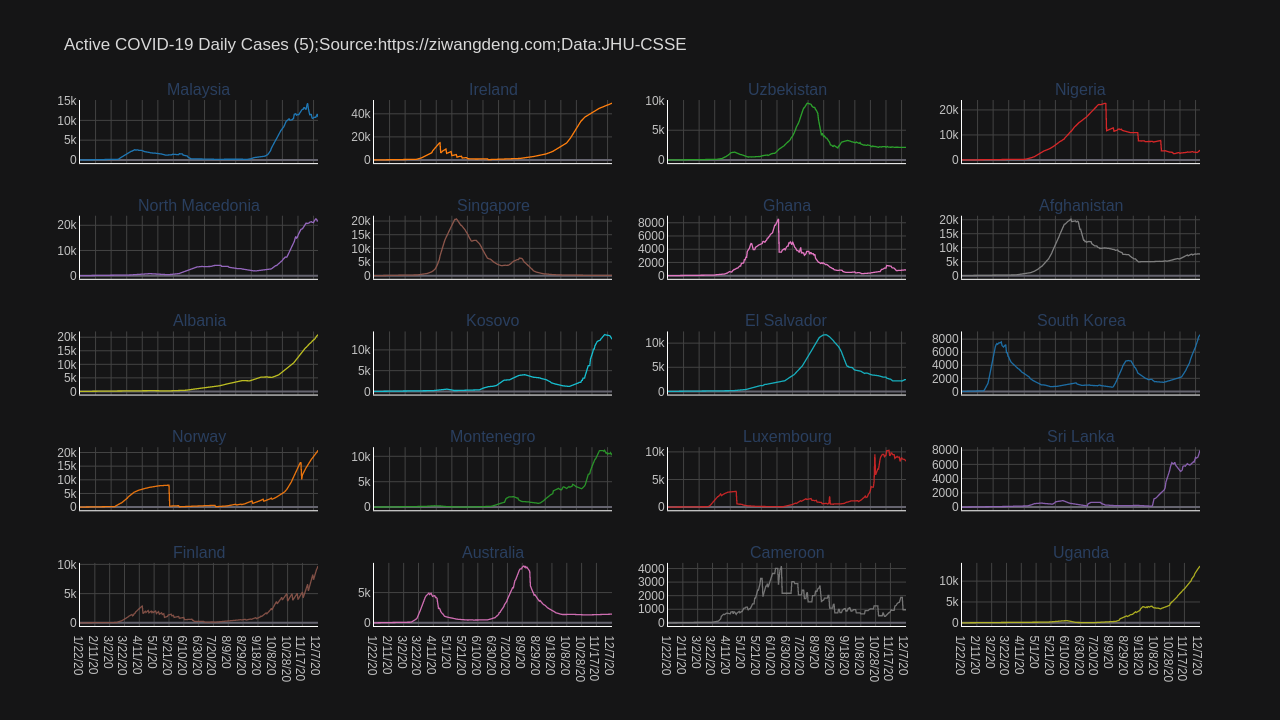 Active COVID-19 Daily Cases (5);Source:https://ziwangdeng.com;Data:JHU-CSSE
Malaysia
15k
10k
5k
0
Ireland
40k
20k
0
Uzbekistan
10k
5k
0
Nigeria
20k
10k
0
North Macedonia
20k
10k
0
Singapore
20k
15k
10k
5k
0
Ghana
8000
6000
4000
2000
0
Afghanistan
20k
15k
10k
5k
0
Albania
20k
15k
10k
5k
0
Kosovo
10k
5k
0
El Salvador
10k
5k
0
South Korea
8000
6000
4000
2000
0
Norway
20k
15k
10k
5k
0
Montenegro
10k
5k
0
Luxembourg
10k
5k
0
Sri Lanka
8000
6000
4000
2000
0
Finland
10k
5k
0
1/22/20 2/11/20 3/2/20 3/22/20 4/11/20 5/1/20 5/21/20 6/10/20 6/30/20 7/20/20 8/9/20 8/29/20 9/18/20 10/8/20 10/28/20 11/17/20 12/7/20
Australia
5k
0
1/22/20 2/11/20 3/2/20 3/22/20 4/11/20 5/1/20 5/21/20 6/10/20 6/30/20 7/20/20 8/9/20 8/29/20 9/18/20 10/8/20 10/28/20 11/17/20 12/7/20
Cameroon
4000
3000
2000
1000
0
1/22/20 2/11/20 3/2/20 3/22/20 4/11/20 5/1/20 5/21/20 6/10/20 6/30/20 7/20/20 8/9/20 8/29/20 9/18/20 10/8/20 10/28/20 11/17/20 12/7/20
Uganda
10k
5k
0
1/22/20 2/11/20 3/2/20 3/22/20 4/11/20 5/1/20 5/21/20 6/10/20 6/30/20 7/20/20 8/9/20 8/29/20 9/18/20 10/8/20 10/28/20 11/17/20 12/7/20